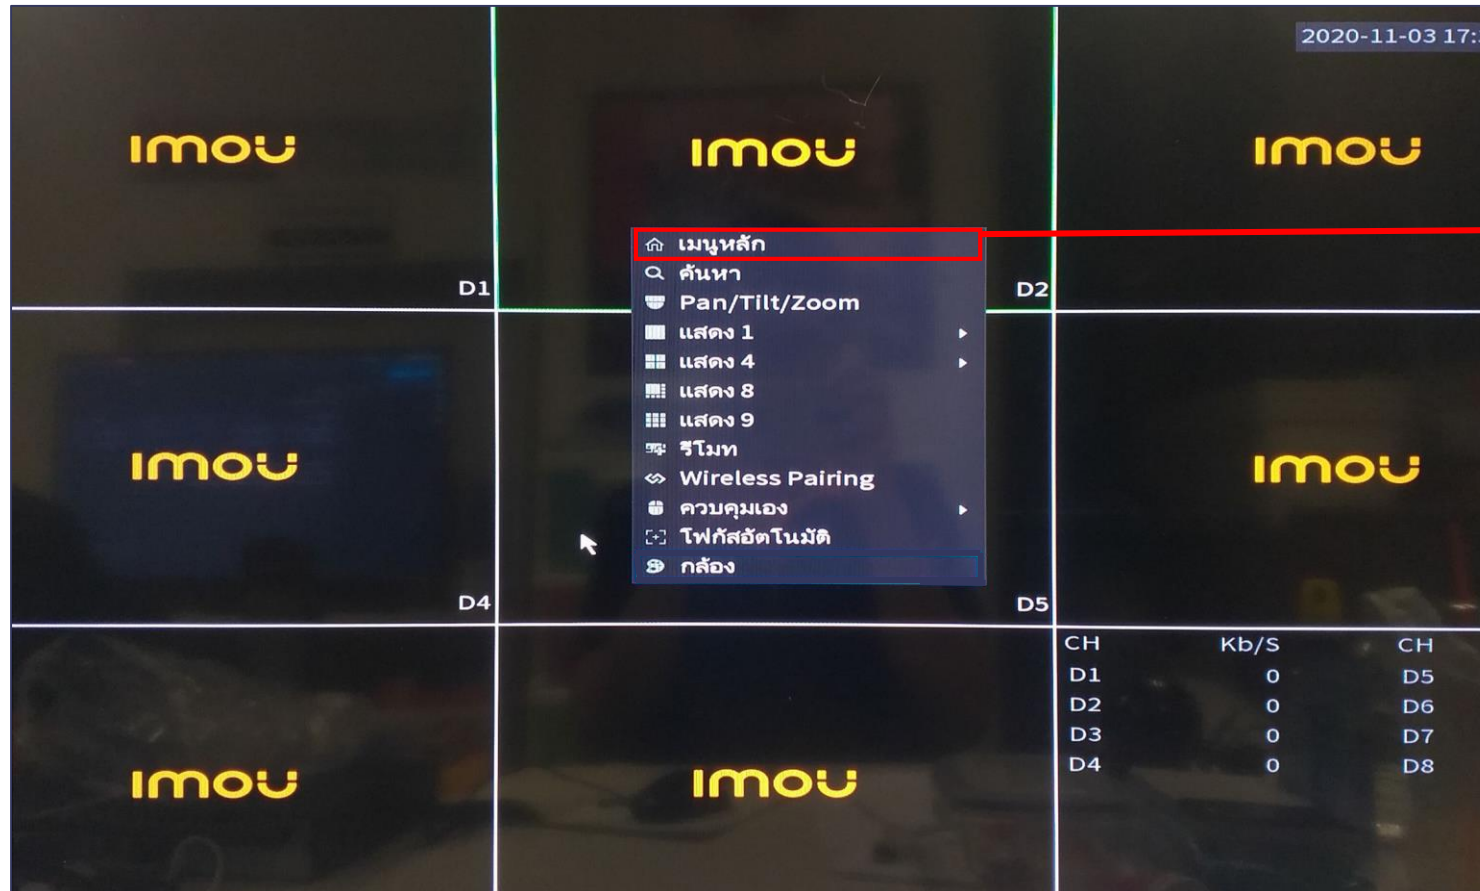 2020-11-03 17:
imou
imou
imou
เมนูหลัก
ค้นหา
D1
D2
Pan/Tilt/Zoom
แสดง 1
แสดง 4
แสดง 8
แสดง 9
รีโมท
imou
imou
Wireless Pairing
ควบคุมเอง
โฟกัสอัตโนมัติ
กล้อง
D4
D5
CH Kb/S CH
D1 0 D5
D2 0 D6
D3 0 D7
D4 0 D8
imou
imou